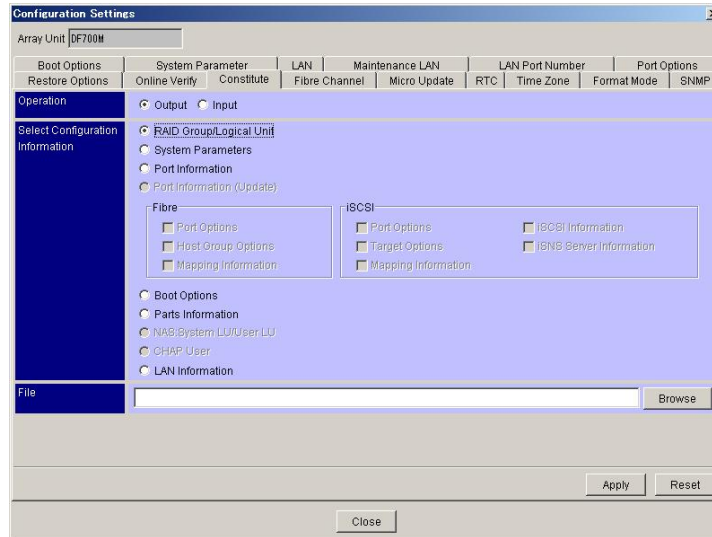 Configuration Settings
Array Unit DF700M
Boot Options System Parameter LAN Maintenance LAN LAN Port Number Port Options
Restore Options Online Verify Constitute Fibre Channel Micro Update RTC Time Zone Format Mode SNMP
Operation
Output Input
Select Configuration Information
RAID Group/Logical Unit
System Parameters
Port Information
Port Information (Update)
Fibre
Port Options
Host Group Options
Mapping Information
iSCSI
Port Options iSCSI Information
Target Options iSNS Server Information
Mapping Information
Boot Options
Parts Information
NAS:System LU/User LU
CHAP User
LAN Information
File
Browse
Apply Reset
Close